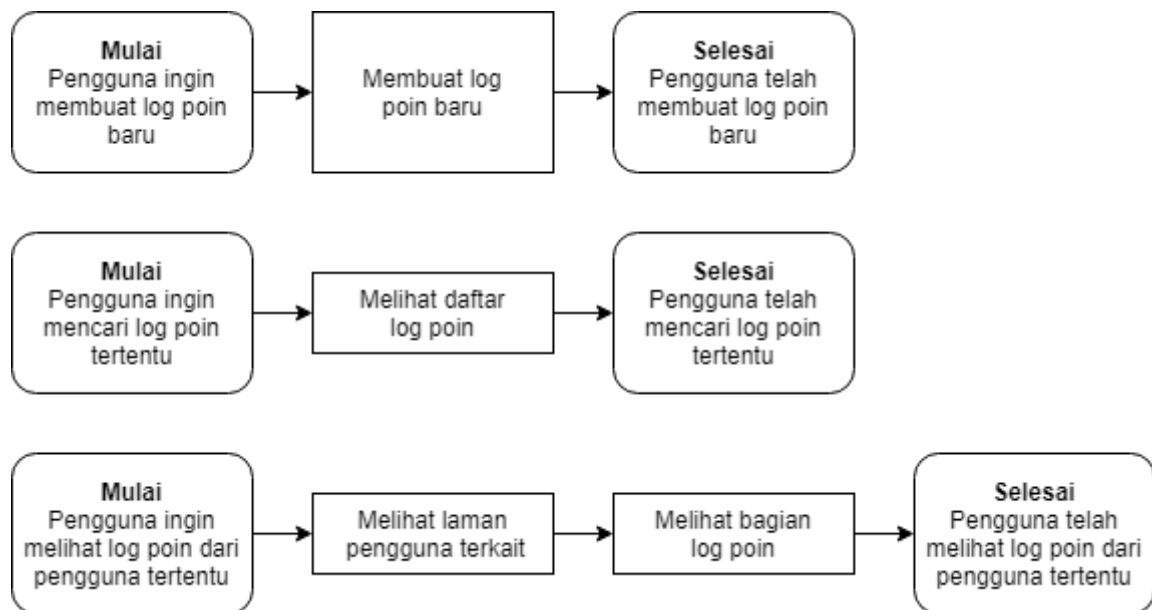 Mulai
Pengguna ingin
membuat log poin
baru
Membuat log
poin baru
Selesai
Pengguna telah
membuat log poin
baru
Mulai
Pengguna ingin
mencari log poin
tertentu
Melihat daftar
log poin
Selesai
Pengguna telah
mencari log poin
tertentu
Mulai
Pengguna ingin
melihat log poin dari
pengguna tertentu
Melihat laman
pengguna terkait
Melihat bagian
log poin
Selesai
Pengguna telah
melihat log poin dari
pengguna tertentu